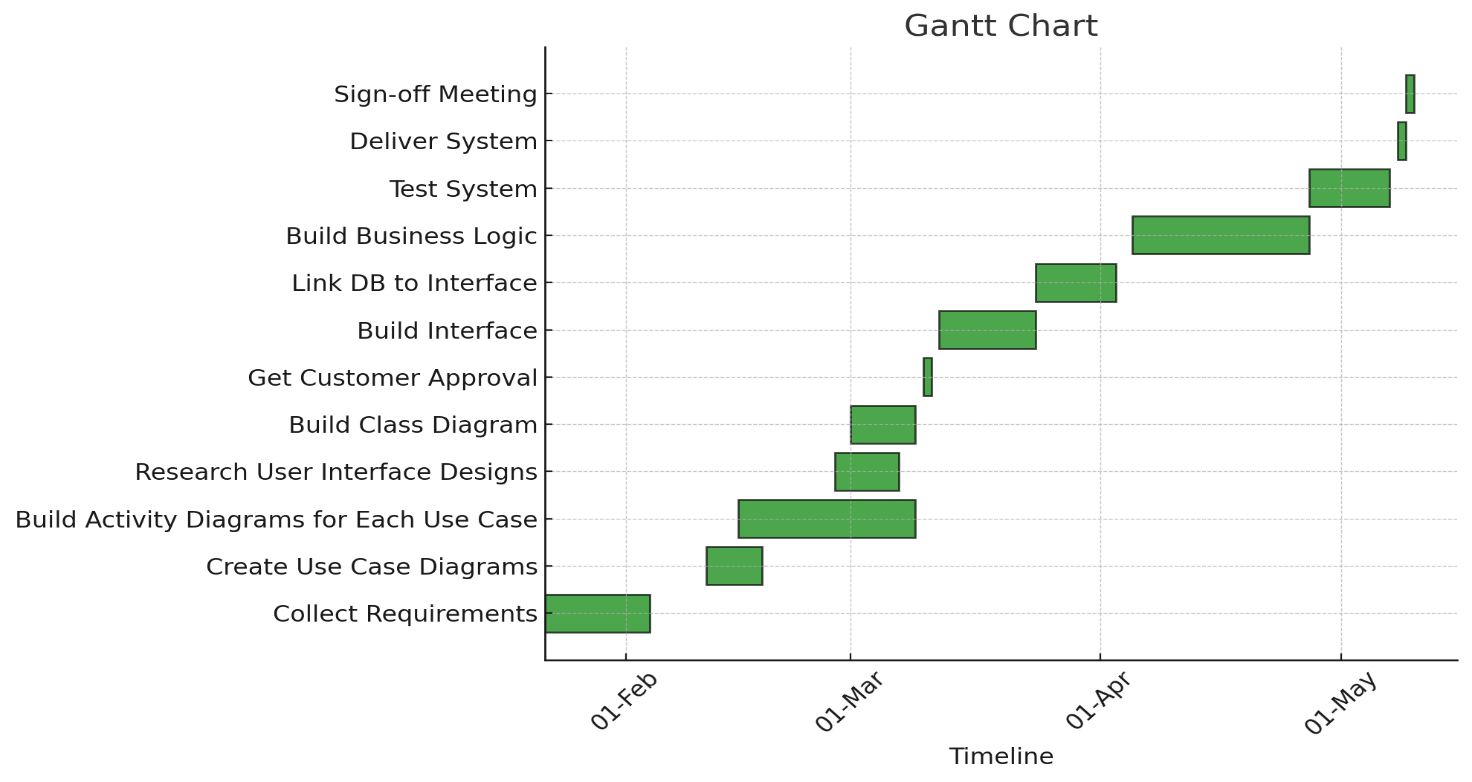 Gantt Chart
Sign-off Meeting
Deliver System
Test System
Build Business Logic
Link DB to Interface
Build Interface
Get Customer Approval
Build Class Diagram
Research User Interface Designs
Build Activity Diagrams for Each Use Case
Create Use Case Diagrams
Collect Requirements
01-Feb
01-Mar
01-Apr
01-May
Timeline